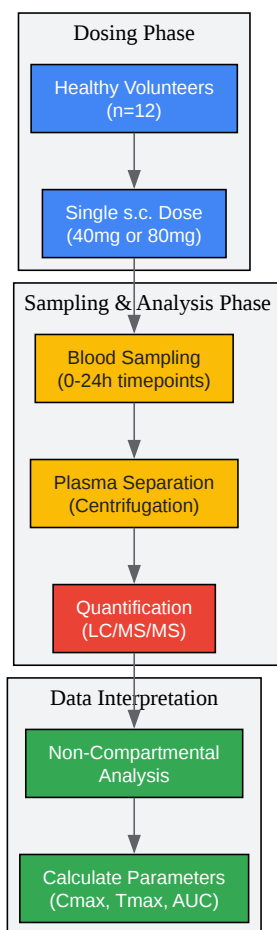 Dosing Phase
Healthy Volunteers
(n=12)
Single s.c. Dose
(40mg or 80mg)
Sampling & Analysis Phase
Blood Sampling
(0-24h timepoints)
Plasma Separation
(Centrifugation)
Quantification
(LC/MS/MS)
Data Interpretation
Non-Compartmental
Analysis
Calculate Parameters
(Cmax, Tmax, AUC)